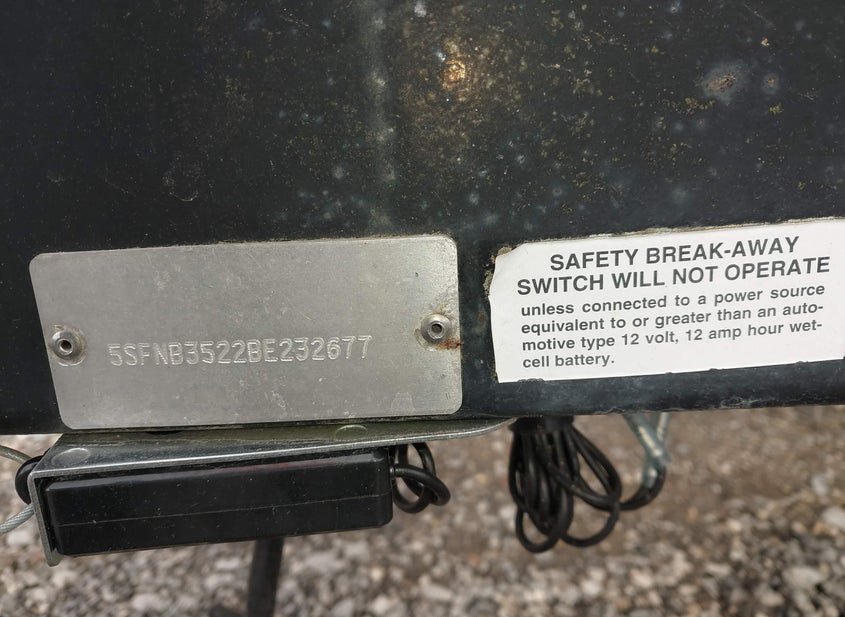 5SFNB3522BE232677
SAFETY BREAK-AWAY
SWITCH WILL NOT OPERATE
unless connected to a power source
equivalent to or greater than an auto-
motive type 12 volt, 12 amp hour wet-
cell battery.